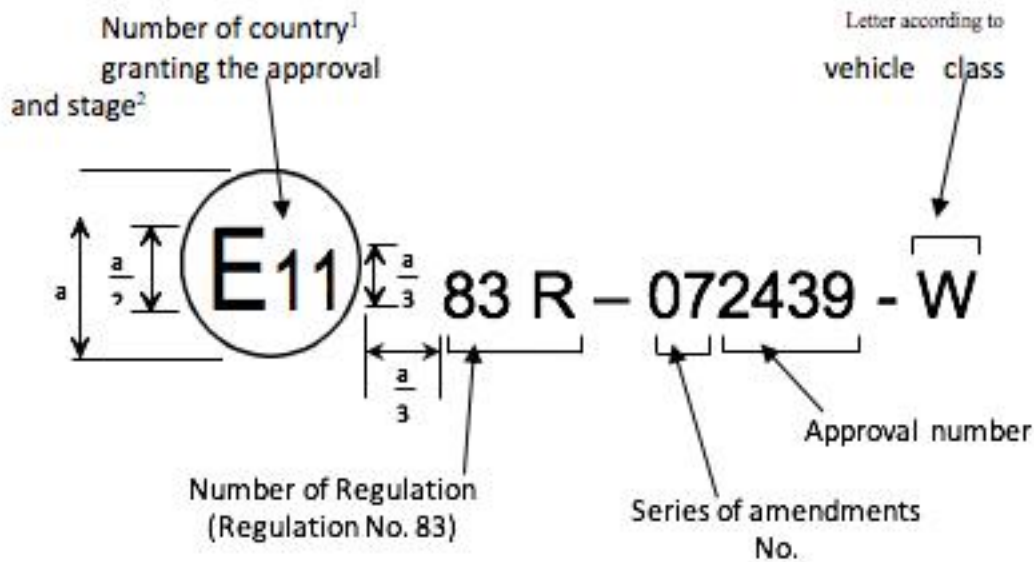 Number of country¹
granting the approval
and stage²
Letter according to
vehicle class
a
a
2
E11
a
3
83 R – 072439 - W
a
3
Approval number
Number of Regulation
(Regulation No. 83)
Series of amendments
No.